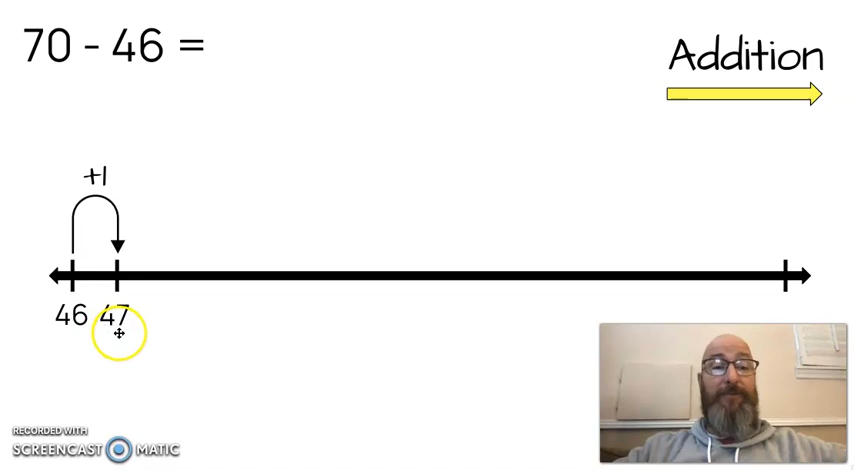 70 - 46 =
Addition
+1
46 47
RECORDED WITH
SCREENCAST MATIC